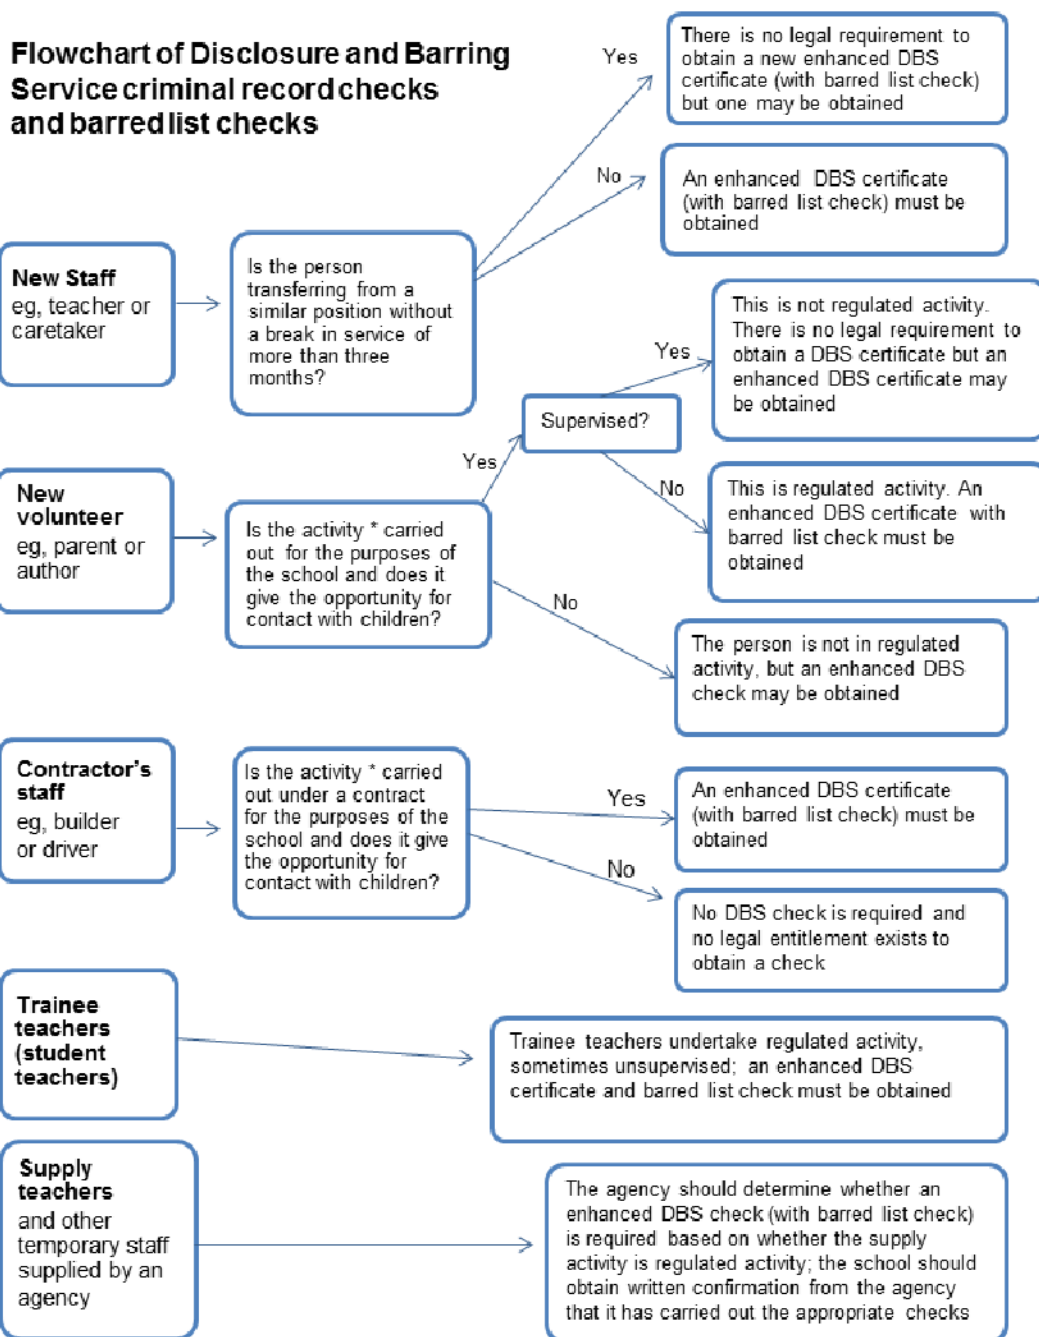 Flowchart of Disclosure and Barring
Service criminal record checks
and barred list checks
Yes
There is no legal requirement to
obtain a new enhanced DBS
certificate (with barred list check)
but one may be obtained
No
An enhanced DBS certificate
(with barred list check) must be
obtained
New Staff
eg, teacher or
caretaker
Is the person
transferring from a
similar position without
a break in service of
more than three
months?
This is not regulated activity.
There is no legal requirement to
obtain a DBS certificate but an
enhanced DBS certificate may
be obtained
Yes
Supervised?
Yes
No
This is regulated activity. An
enhanced DBS certificate with
barred list check must be
obtained
New
volunteer
eg, parent or
author
Is the activity * carried
out for the purposes of
the school and does it
give the opportunity for
contact with children?
No
The person is not in regulated
activity, but an enhanced DBS
check may be obtained
Contractor's
staff
eg, builder
or driver
Is the activity * carried
out under a contract
for the purposes of the
school and does it give
the opportunity for
contact with children?
Yes
An enhanced DBS certificate
(with barred list check) must be
obtained
No
No DBS check is required and
no legal entitlement exists to
obtain a check
Trainee
teachers
(student
teachers)
Trainee teachers undertake regulated activity,
sometimes unsupervised; an enhanced DBS
certificate and barred list check must be obtained
Supply
teachers
and other
temporary staff
supplied by an
agency
The agency should determine whether an
enhanced DBS check (with barred list check)
is required based on whether the supply
activity is regulated activity; the school should
obtain written confirmation from the agency
that it has carried out the appropriate checks